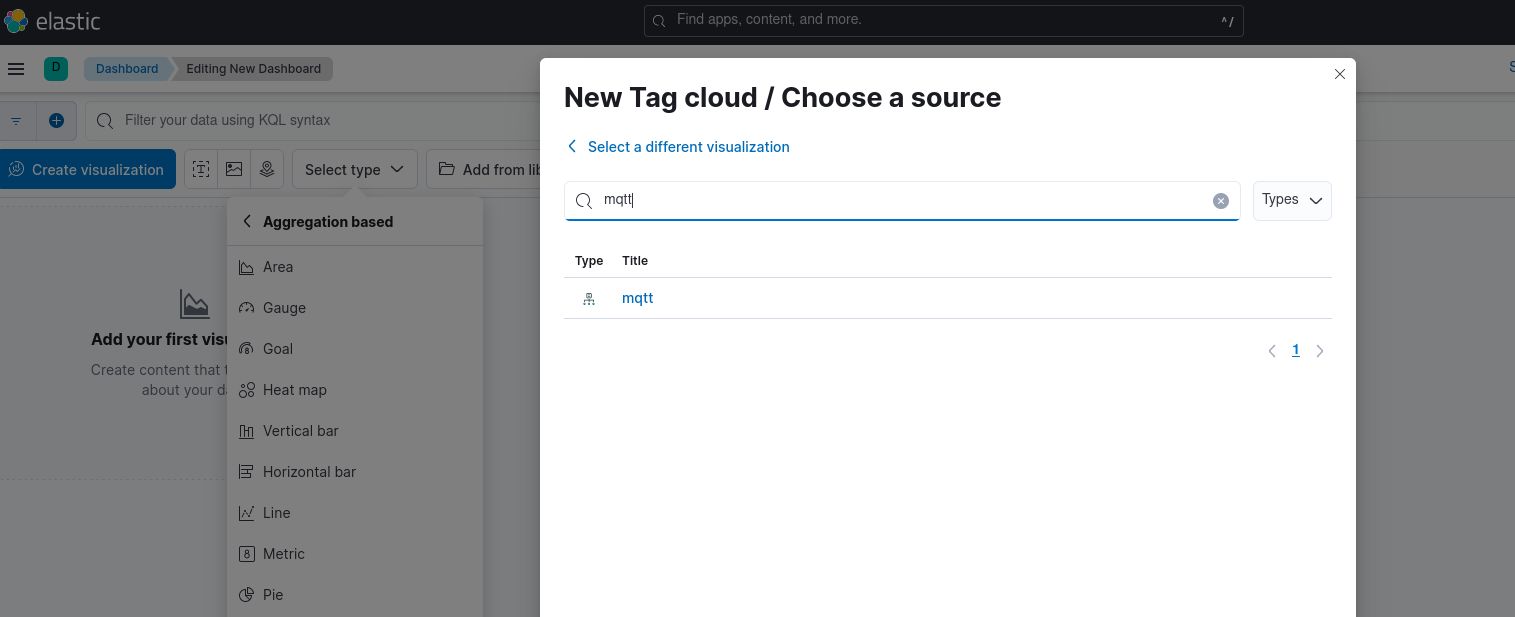 elastic
Find apps, content, and more.
^/
D
Dashboard
Editing New Dashboard
Filter your data using KQL syntax
Create visualization
Select type
Add from lib
Aggregation based
Area
Gauge
Goal
Heat map
Vertical bar
Horizontal bar
Line
8 Metric
Pie
Add your first visu
Create content that t
about your da
New Tag cloud / Choose a source
Select a different visualization
mqtt
Types
Type Title
mqtt
1